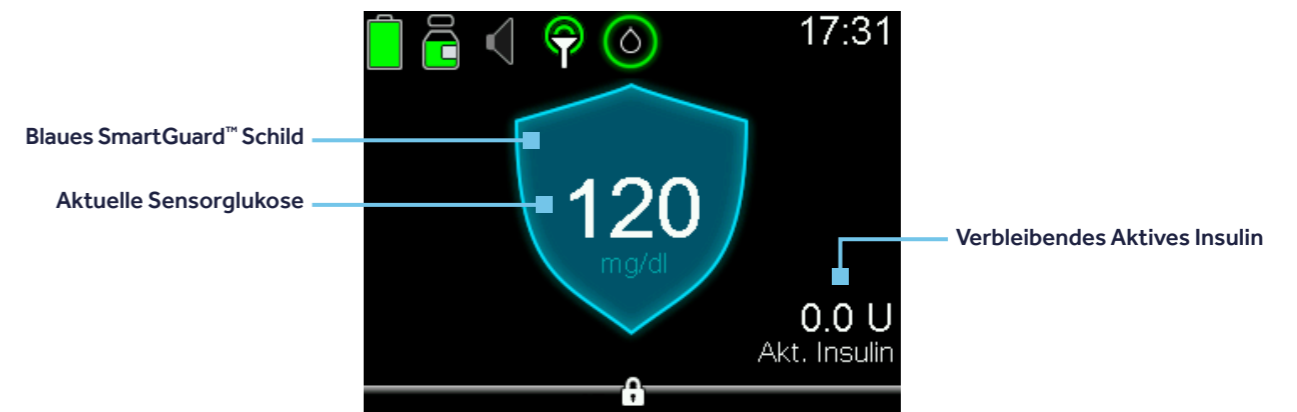 17:31
Blaues SmartGuard™ Schild
Aktuelle Sensorglukose
120
mg/dl
Verbleibendes Aktives Insulin
0.0 U
Akt. Insulin